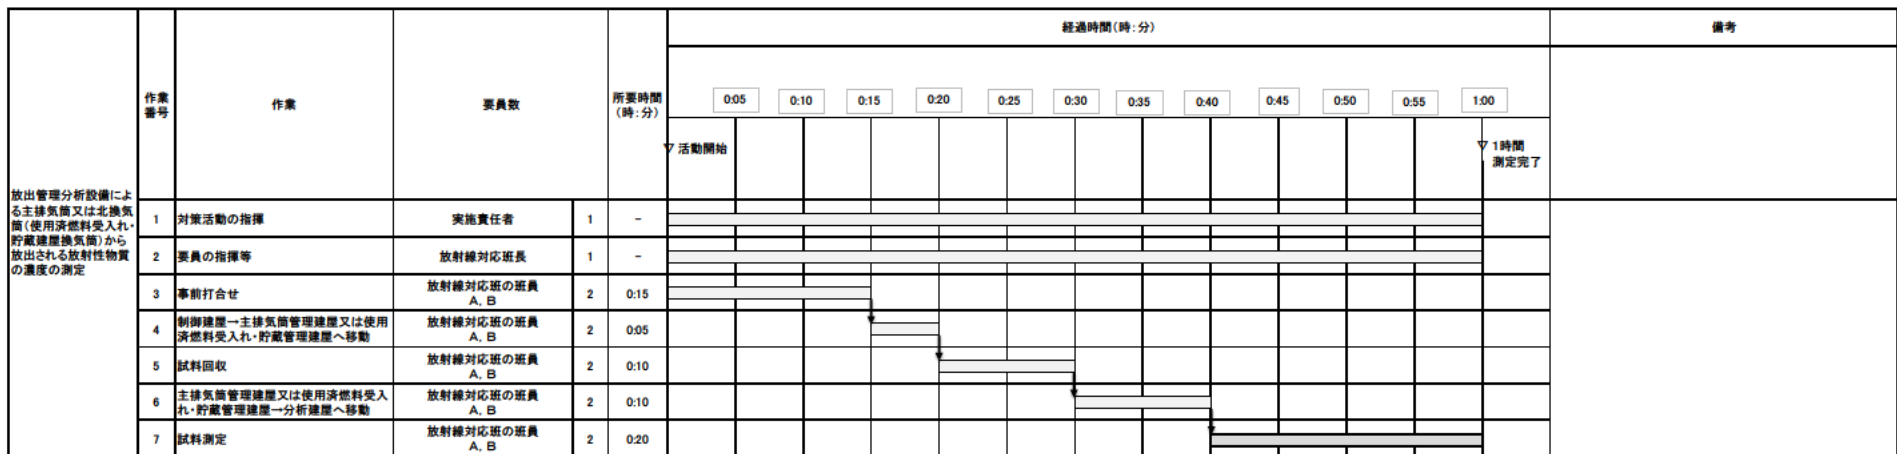 経過時間(時:分)
備考
作業
番号
作業
要員数
所要時間
(時:分)
0:05
0:10
0:15
0:20
0:25
0:30
0:35
0:40
0:45
0:50
0:55
1:00
▽活動開始
▽1時間
測定完了
放出管理分析設備によ
る主排気筒又は北換気
筒(使用済燃料受入れ・
貯蔵建屋換気筒)から
放出される放射性物質
の濃度の測定
1 対策活動の指揮 実施責任者 1 -
2 要員の指揮等 放射線対応班長 1 -
3 事前打合せ 放射線対応班の班員
A, B 2 0:15
4 制御建屋→主排気筒管理建屋又は使用
済燃料受入れ・貯蔵管理建屋へ移動 放射線対応班の班員
A, B 2 0:05
5 試料回収 放射線対応班の班員
A, B 2 0:10
6 主排気筒管理建屋又は使用済燃料受入
れ・貯蔵管理建屋→分析建屋へ移動 放射線対応班の班員
A, B 2 0:10
7 試料測定 放射線対応班の班員
A, B 2 0:20